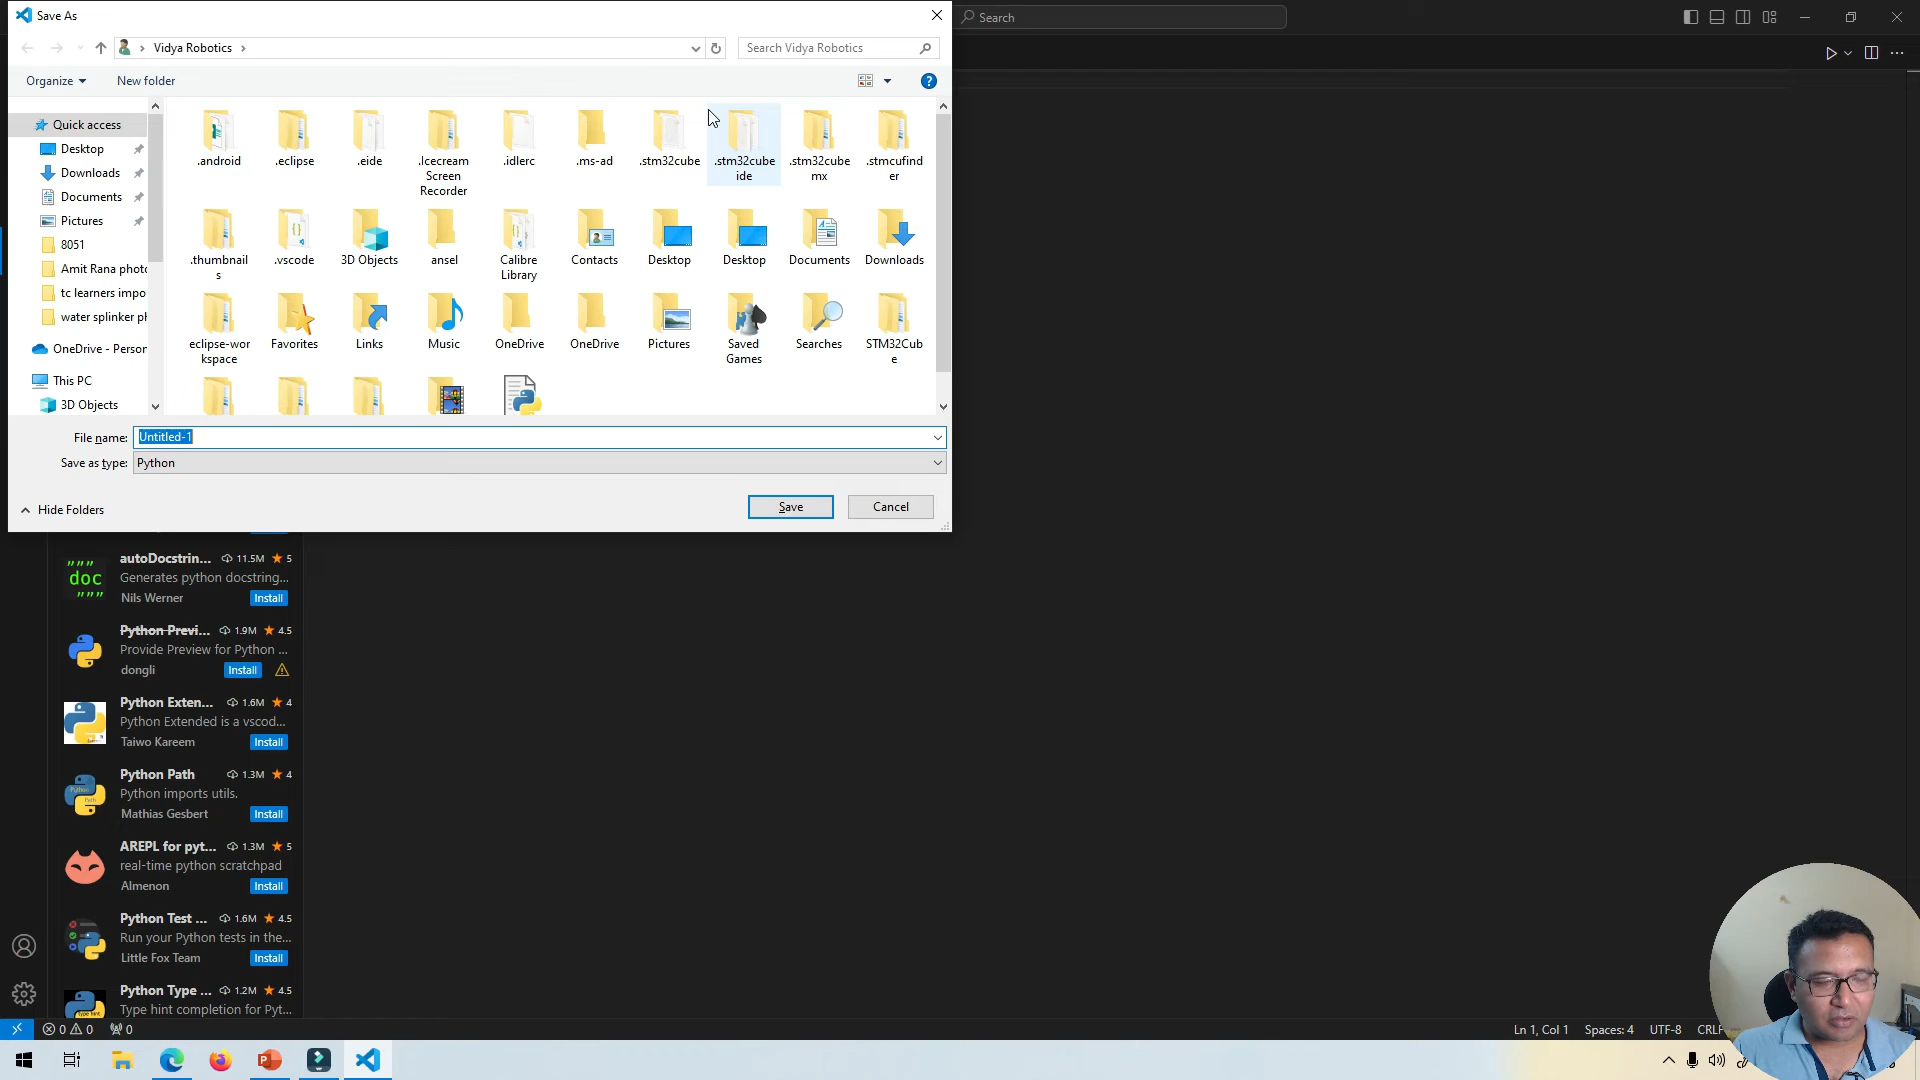 Save As
Search
Vidya Robotics
Search Vidya Robotics
Organize
New folder
Quick access
Desktop
Downloads
Documents
Pictures
8051
Amit Rana phot
tc learners impo
water splinker ph
OneDrive - Person
This PC
3D Objects
.android
.eclipse
.eide
.Icecream
Screen
Recorder
.idlerc
.ms-ad
.stm32cube
.stm32cube
ide
.stm32cube
mx
.stmcufind
er
.thumbnail
s
.vscode
3D Objects
ansel
Calibre
Library
Contacts
Desktop
Desktop
Documents
Downloads
eclipse-wor
kspace
Favorites
Links
Music
OneDrive
OneDrive
Pictures
Saved
Games
Searches
STM32Cub
e
File name: Untitled-1
Save as type: Python
Hide Folders
Save
Cancel
autoDocstrin... 11.5M 5
Generates python docstring...
Nils Werner Install
""" doc """
Python Previ... 1.9M 4.5
Provide Preview for Python ...
dongli Install
Python Exten... 1.6M 4
Python Extended is a vscod...
Taiwo Kareem Install
Python Path 1.3M 4
Python imports utils.
Mathias Gesbert Install
AREPL for pyt... 1.3M 5
real-time python scratchpad
Almenon Install
Python Test ... 1.6M 4.5
Run your Python tests in the...
Little Fox Team Install
Python Type ... 1.2M 4.5
Type hint completion for Pyt...
0 0 0
Ln 1, Col 1 Spaces: 4 UTF-8 CRLF